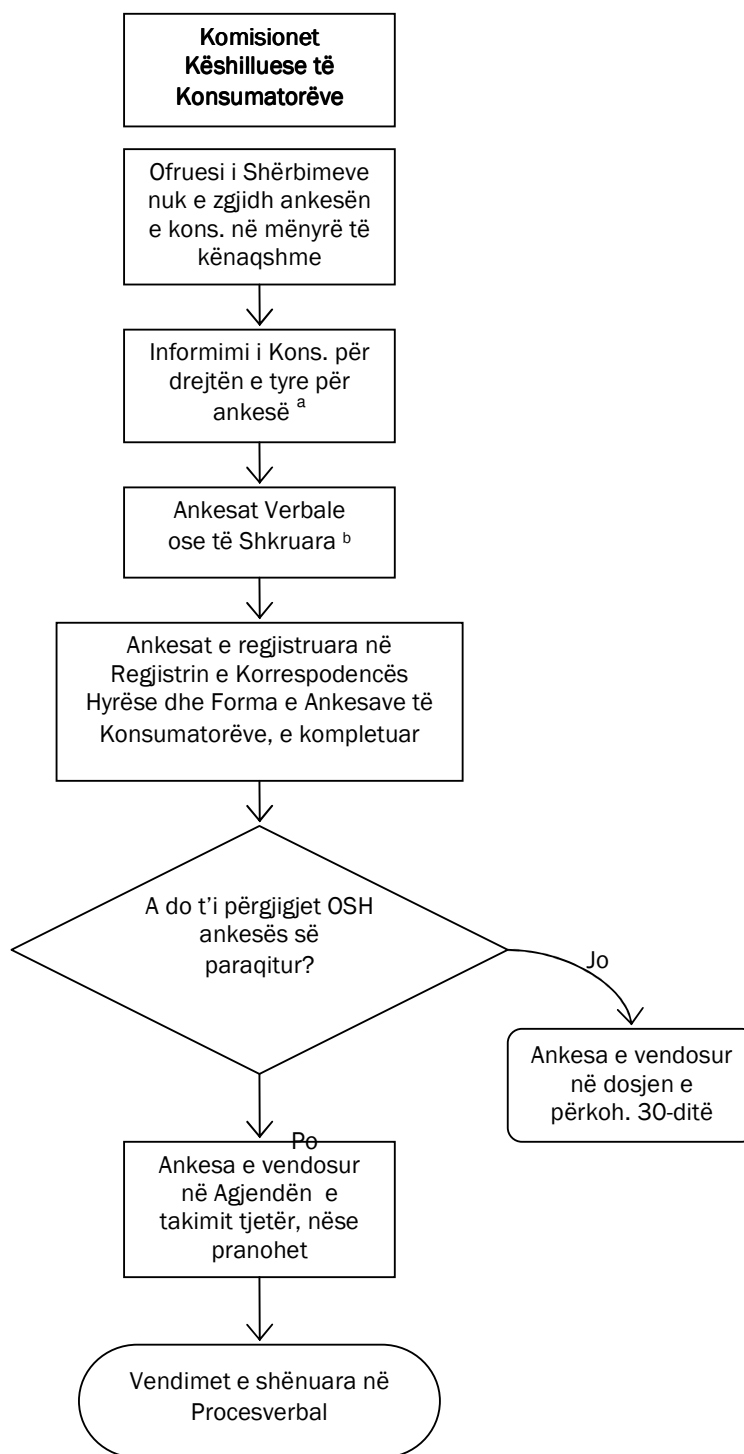 Komisionet
Këshilluese të
Konsumatorëve
Ofruesi i Shërbimeve
nuk e zgjidh ankesën
e kons. në mënyrë të
kënaqshme
Informimi i Kons. për
drejtën e tyre për
ankesë a
Ankesat Verbale
ose të Shkruara b
Ankesat e regjistruara në
Regjistrin e Korrespodencës
Hyrëse dhe Forma e Ankesave të
Konsumatorëve, e kompletuar
A do t'i përgjigjet OSH
ankesës së
paraqitur?
Jo
Ankesa e vendosur
në dosjen e
përkoh. 30-ditë
Po
Ankesa e vendosur
në Agjendën e
takimit tjetër, nëse
pranohet
Vendimet e shënuara në
Procesverbal